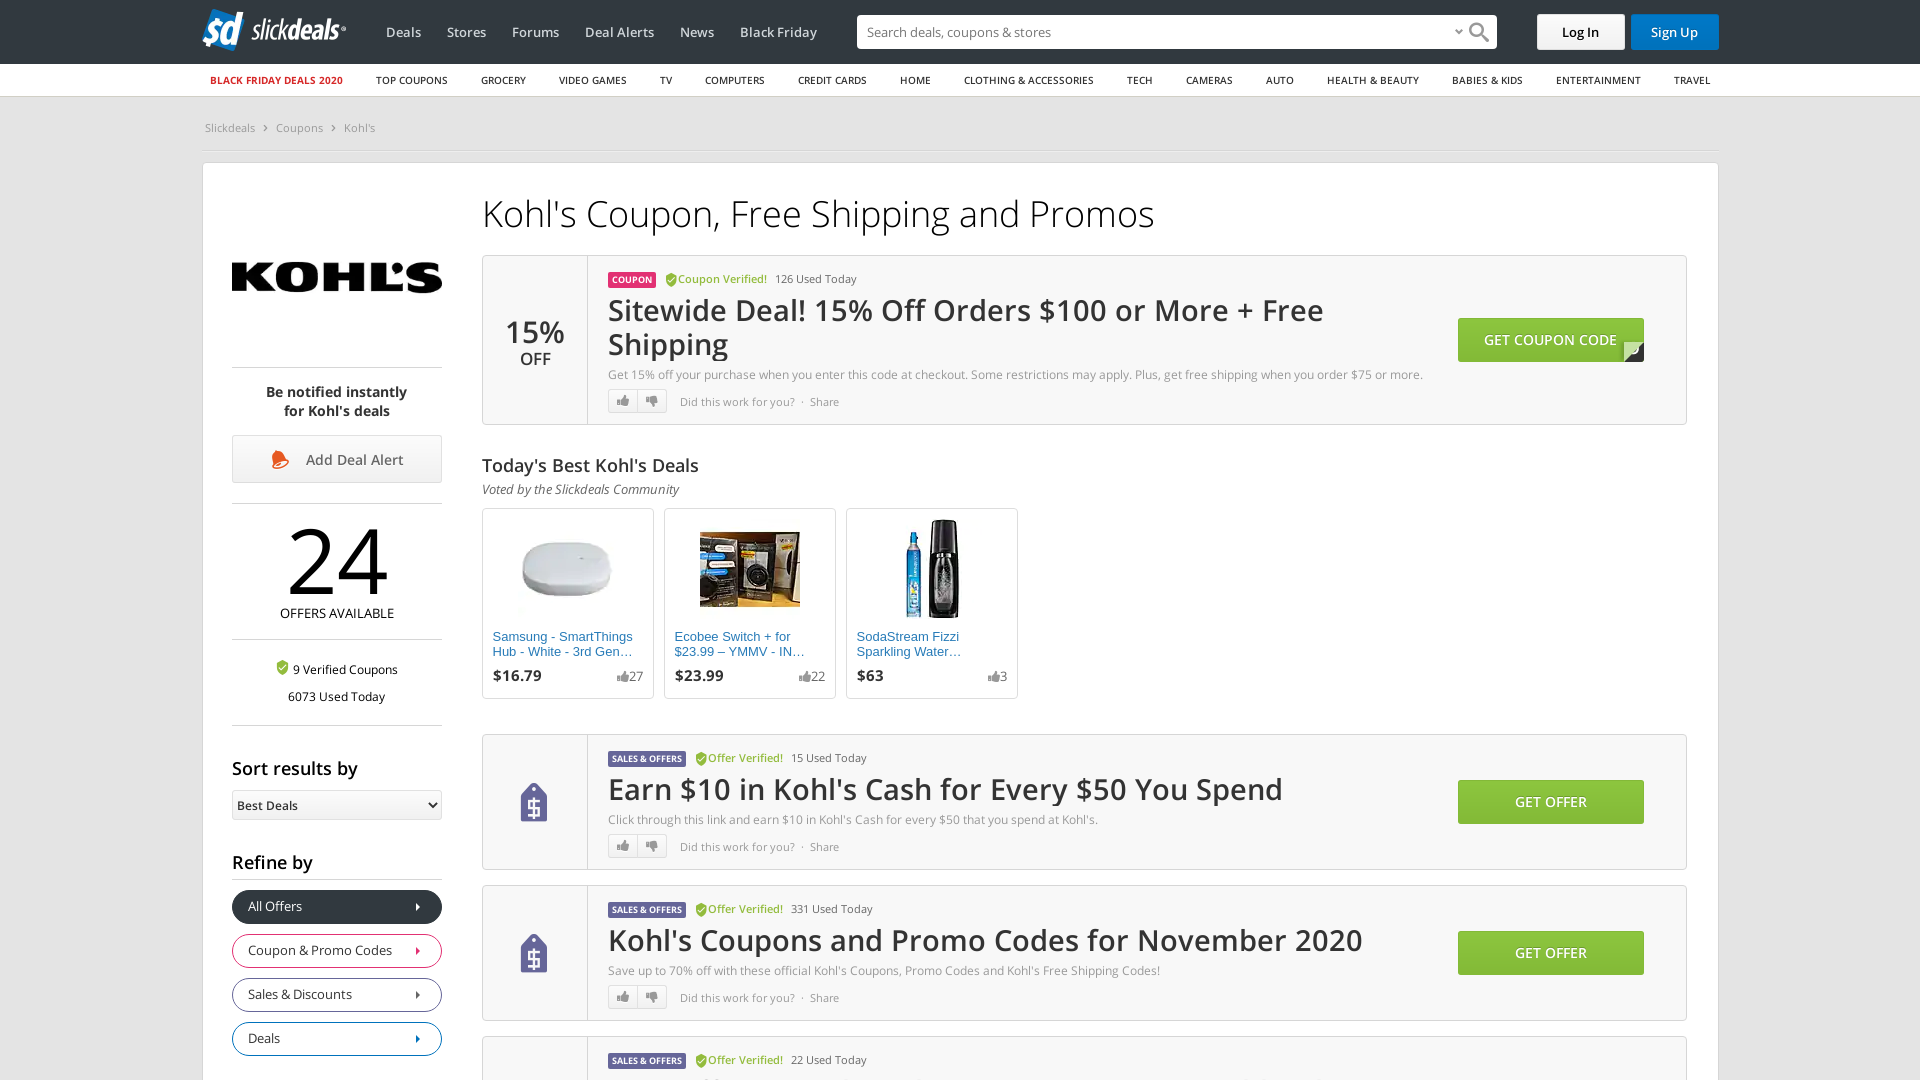 slickdeals
Deals Stores Forums Deal Alerts News Black Friday
Search deals, coupons & stores
Log In Sign Up
BLACK FRIDAY DEALS 2020 TOP COUPONS GROCERY VIDEO GAMES TV COMPUTERS CREDIT CARDS HOME CLOTHING & ACCESSORIES TECH CAMERAS AUTO HEALTH & BEAUTY BABIES & KIDS ENTERTAINMENT TRAVEL
Slickdeals Coupons Kohl's
KOHL'S
Be notified instantly
for Kohl's deals
Add Deal Alert
24
OFFERS AVAILABLE
9 Verified Coupons
6073 Used Today
Sort results by
Best Deals
Refine by
All Offers
Coupon & Promo Codes
Sales & Discounts
Deals
Kohl's Coupon, Free Shipping and Promos
15%
OFF
COUPON Coupon Verified! 126 Used Today
Sitewide Deal! 15% Off Orders $100 or More + Free
Shipping
Get 15% off your purchase when you enter this code at checkout. Some restrictions may apply. Plus, get free shipping when you order $75 or more.
Did this work for you? · Share
GET COUPON CODE
Today's Best Kohl's Deals
Voted by the Slickdeals Community
Samsung - SmartThings
Hub - White - 3rd Gen…
$16.79 27
Ecobee Switch + for
$23.99 – YMMV - IN…
$23.99 22
SodaStream Fizzi
Sparkling Water…
$63 3
SALES & OFFERS Offer Verified! 15 Used Today
Earn $10 in Kohl's Cash for Every $50 You Spend
Click through this link and earn $10 in Kohl's Cash for every $50 that you spend at Kohl's.
Did this work for you? · Share
GET OFFER
SALES & OFFERS Offer Verified! 331 Used Today
Kohl's Coupons and Promo Codes for November 2020
Save up to 70% off with these official Kohl's Coupons, Promo Codes and Kohl's Free Shipping Codes!
Did this work for you? · Share
GET OFFER
SALES & OFFERS Offer Verified! 22 Used Today